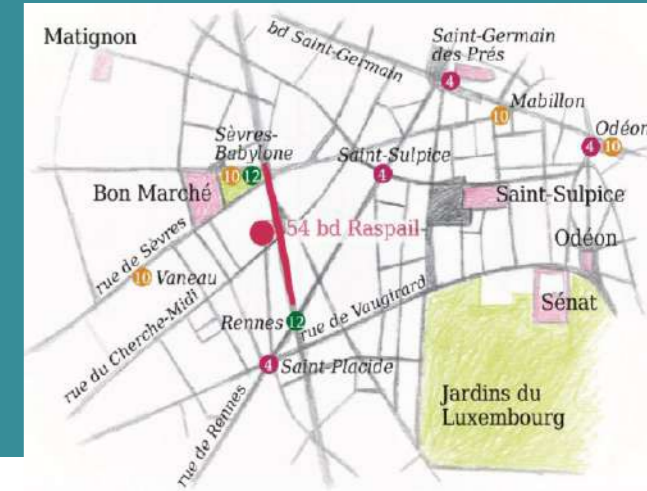 Matignon
bd Saint-Germain
Saint-Germain
des Prés
4
10
Mabillon
4
Odéon
10
Sèvres-
Babylone
10
12
Saint-Sulpice
4
Bon Marché
Saint-Sulpice
54 bd Raspail
Odéon
rue de Sèvres
10
Vaneau
Sénat
rue du Cherche-Midi
Rennes
12
rue de Vaugirard
4
Saint-Placide
rue de Rennes
Jardins du
Luxembourg